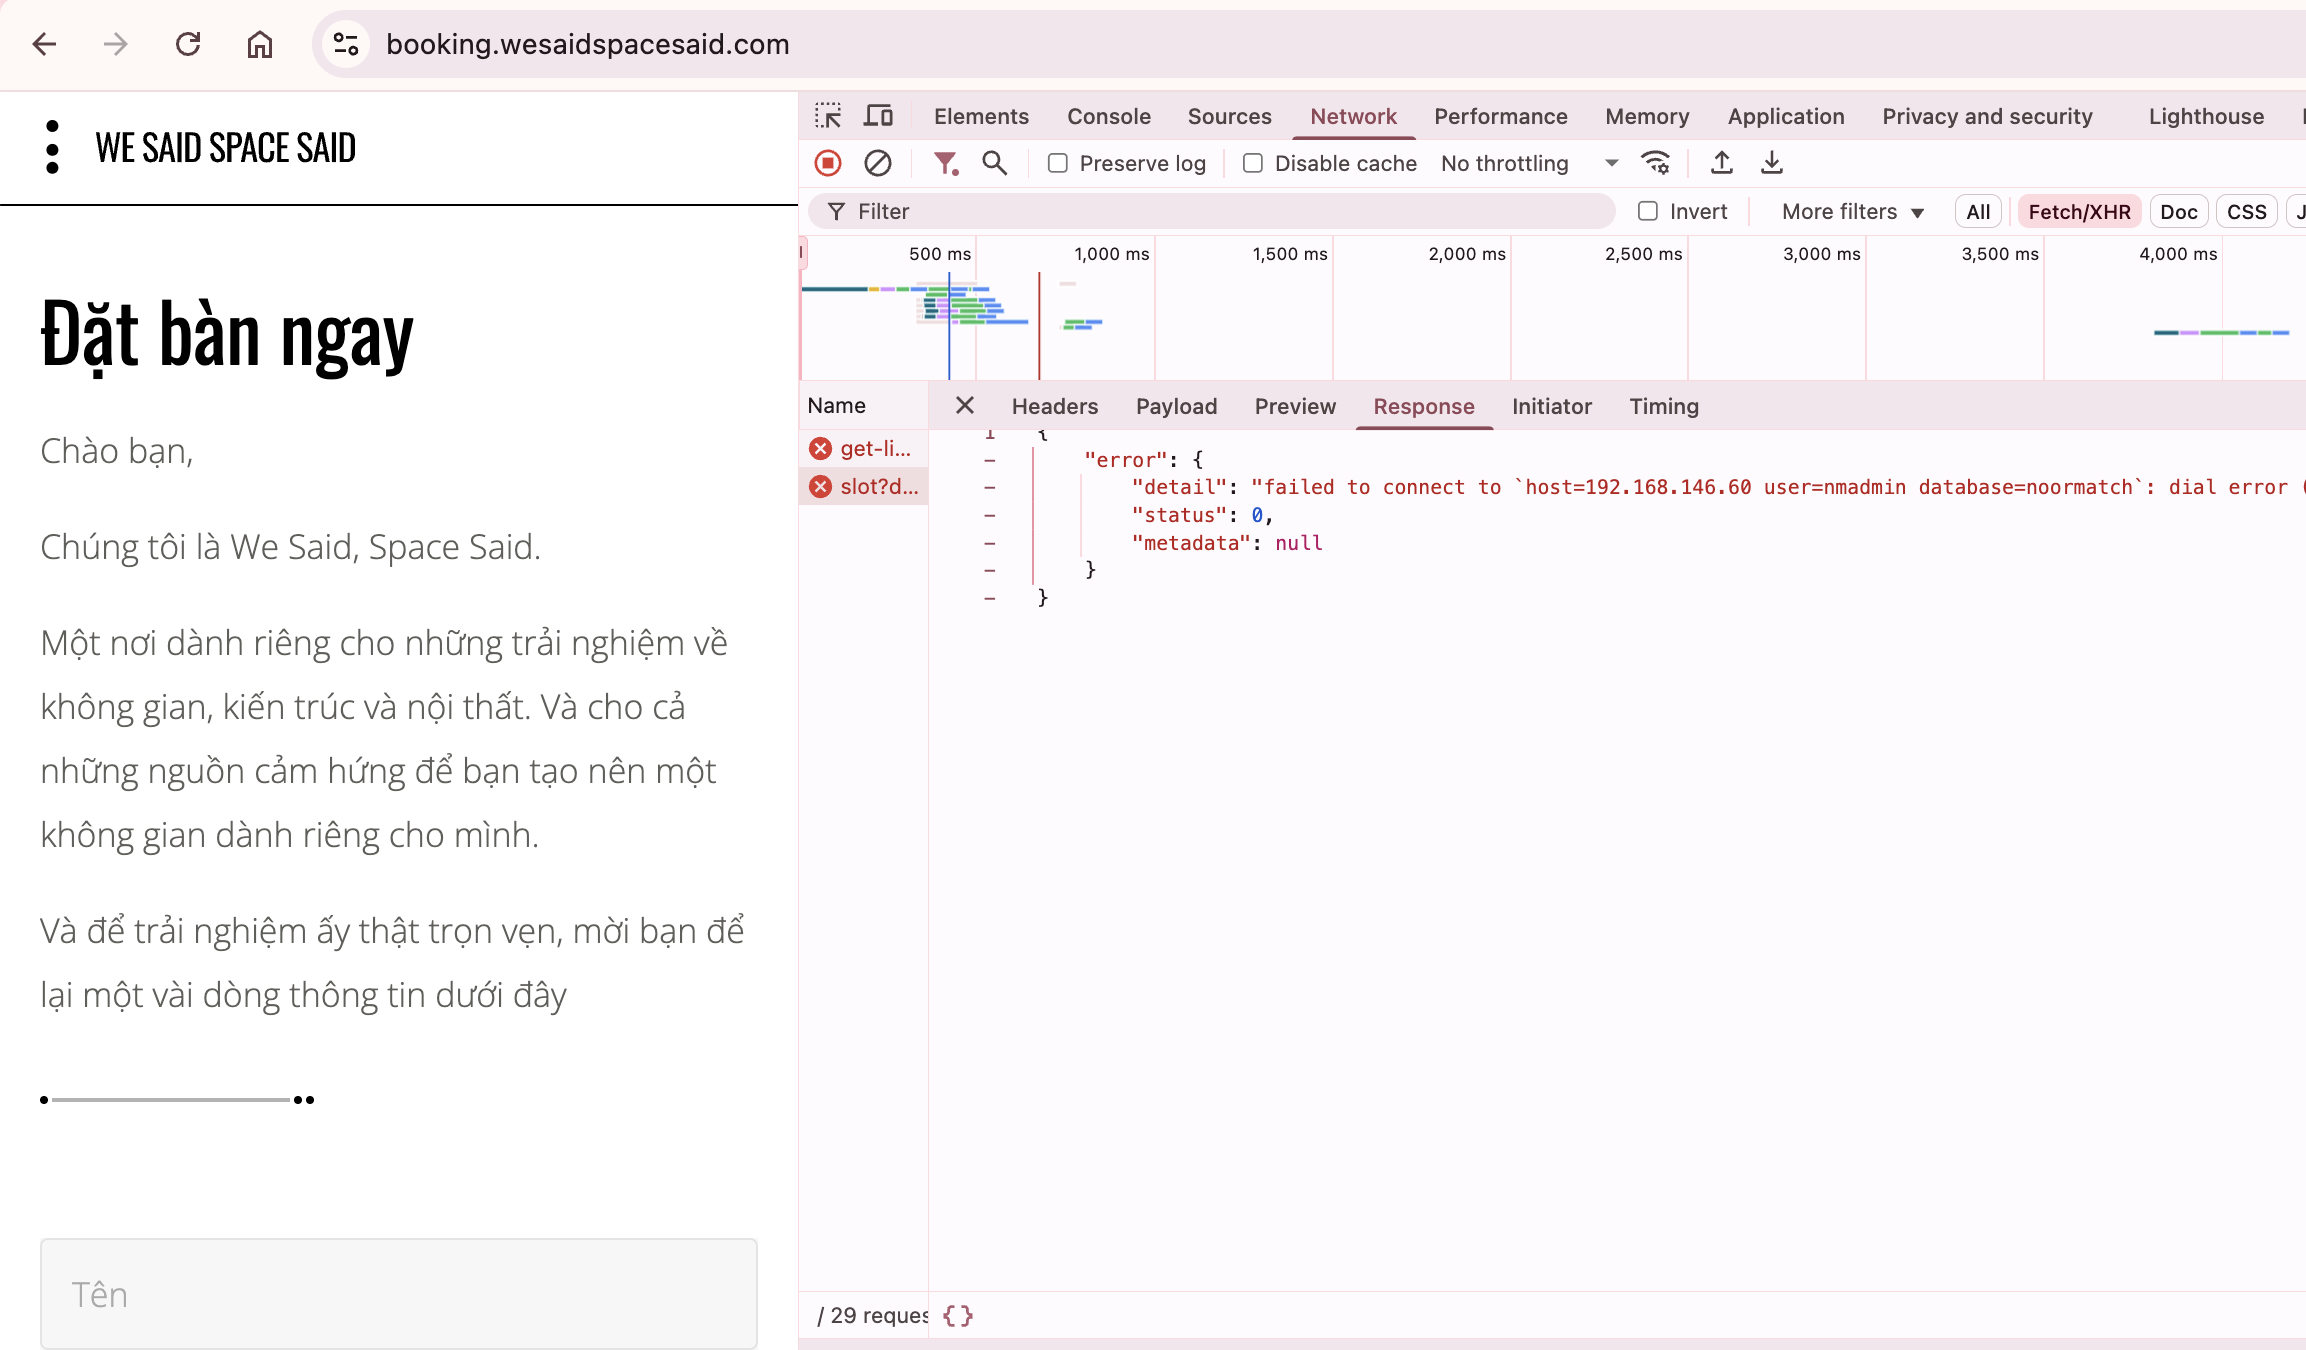 booking.wesaidspacesaid.com
WE SAID SPACE SAID
Đặt bàn ngay
Chào bạn,
Chúng tôi là We Said, Space Said.
Một nơi dành riêng cho những trải nghiệm về
không gian, kiến trúc và nội thất. Và cho cả
những nguồn cảm hứng để bạn tạo nên một
không gian dành riêng cho mình.
Và để trải nghiệm ấy thật trọn vẹn, mời bạn để
lại một vài dòng thông tin dưới đây
Tên
Elements Console Sources Network Performance Memory Application Privacy and security Lighthouse
Preserve log Disable cache No throttling
Filter Invert More filters All Fetch/XHR Doc CSS J
500 ms 1,000 ms 1,500 ms 2,000 ms 2,500 ms 3,000 ms 3,500 ms 4,000 ms
Name Headers Payload Preview Response Initiator Timing
get-li...
slot?d...
1 {
– "error": {
– "detail": "failed to connect to `host=192.168.146.60 user=nmadmin database=noormatch`: dial error (
– "status": 0,
– "metadata": null
– }
– }
/ 29 reques {}